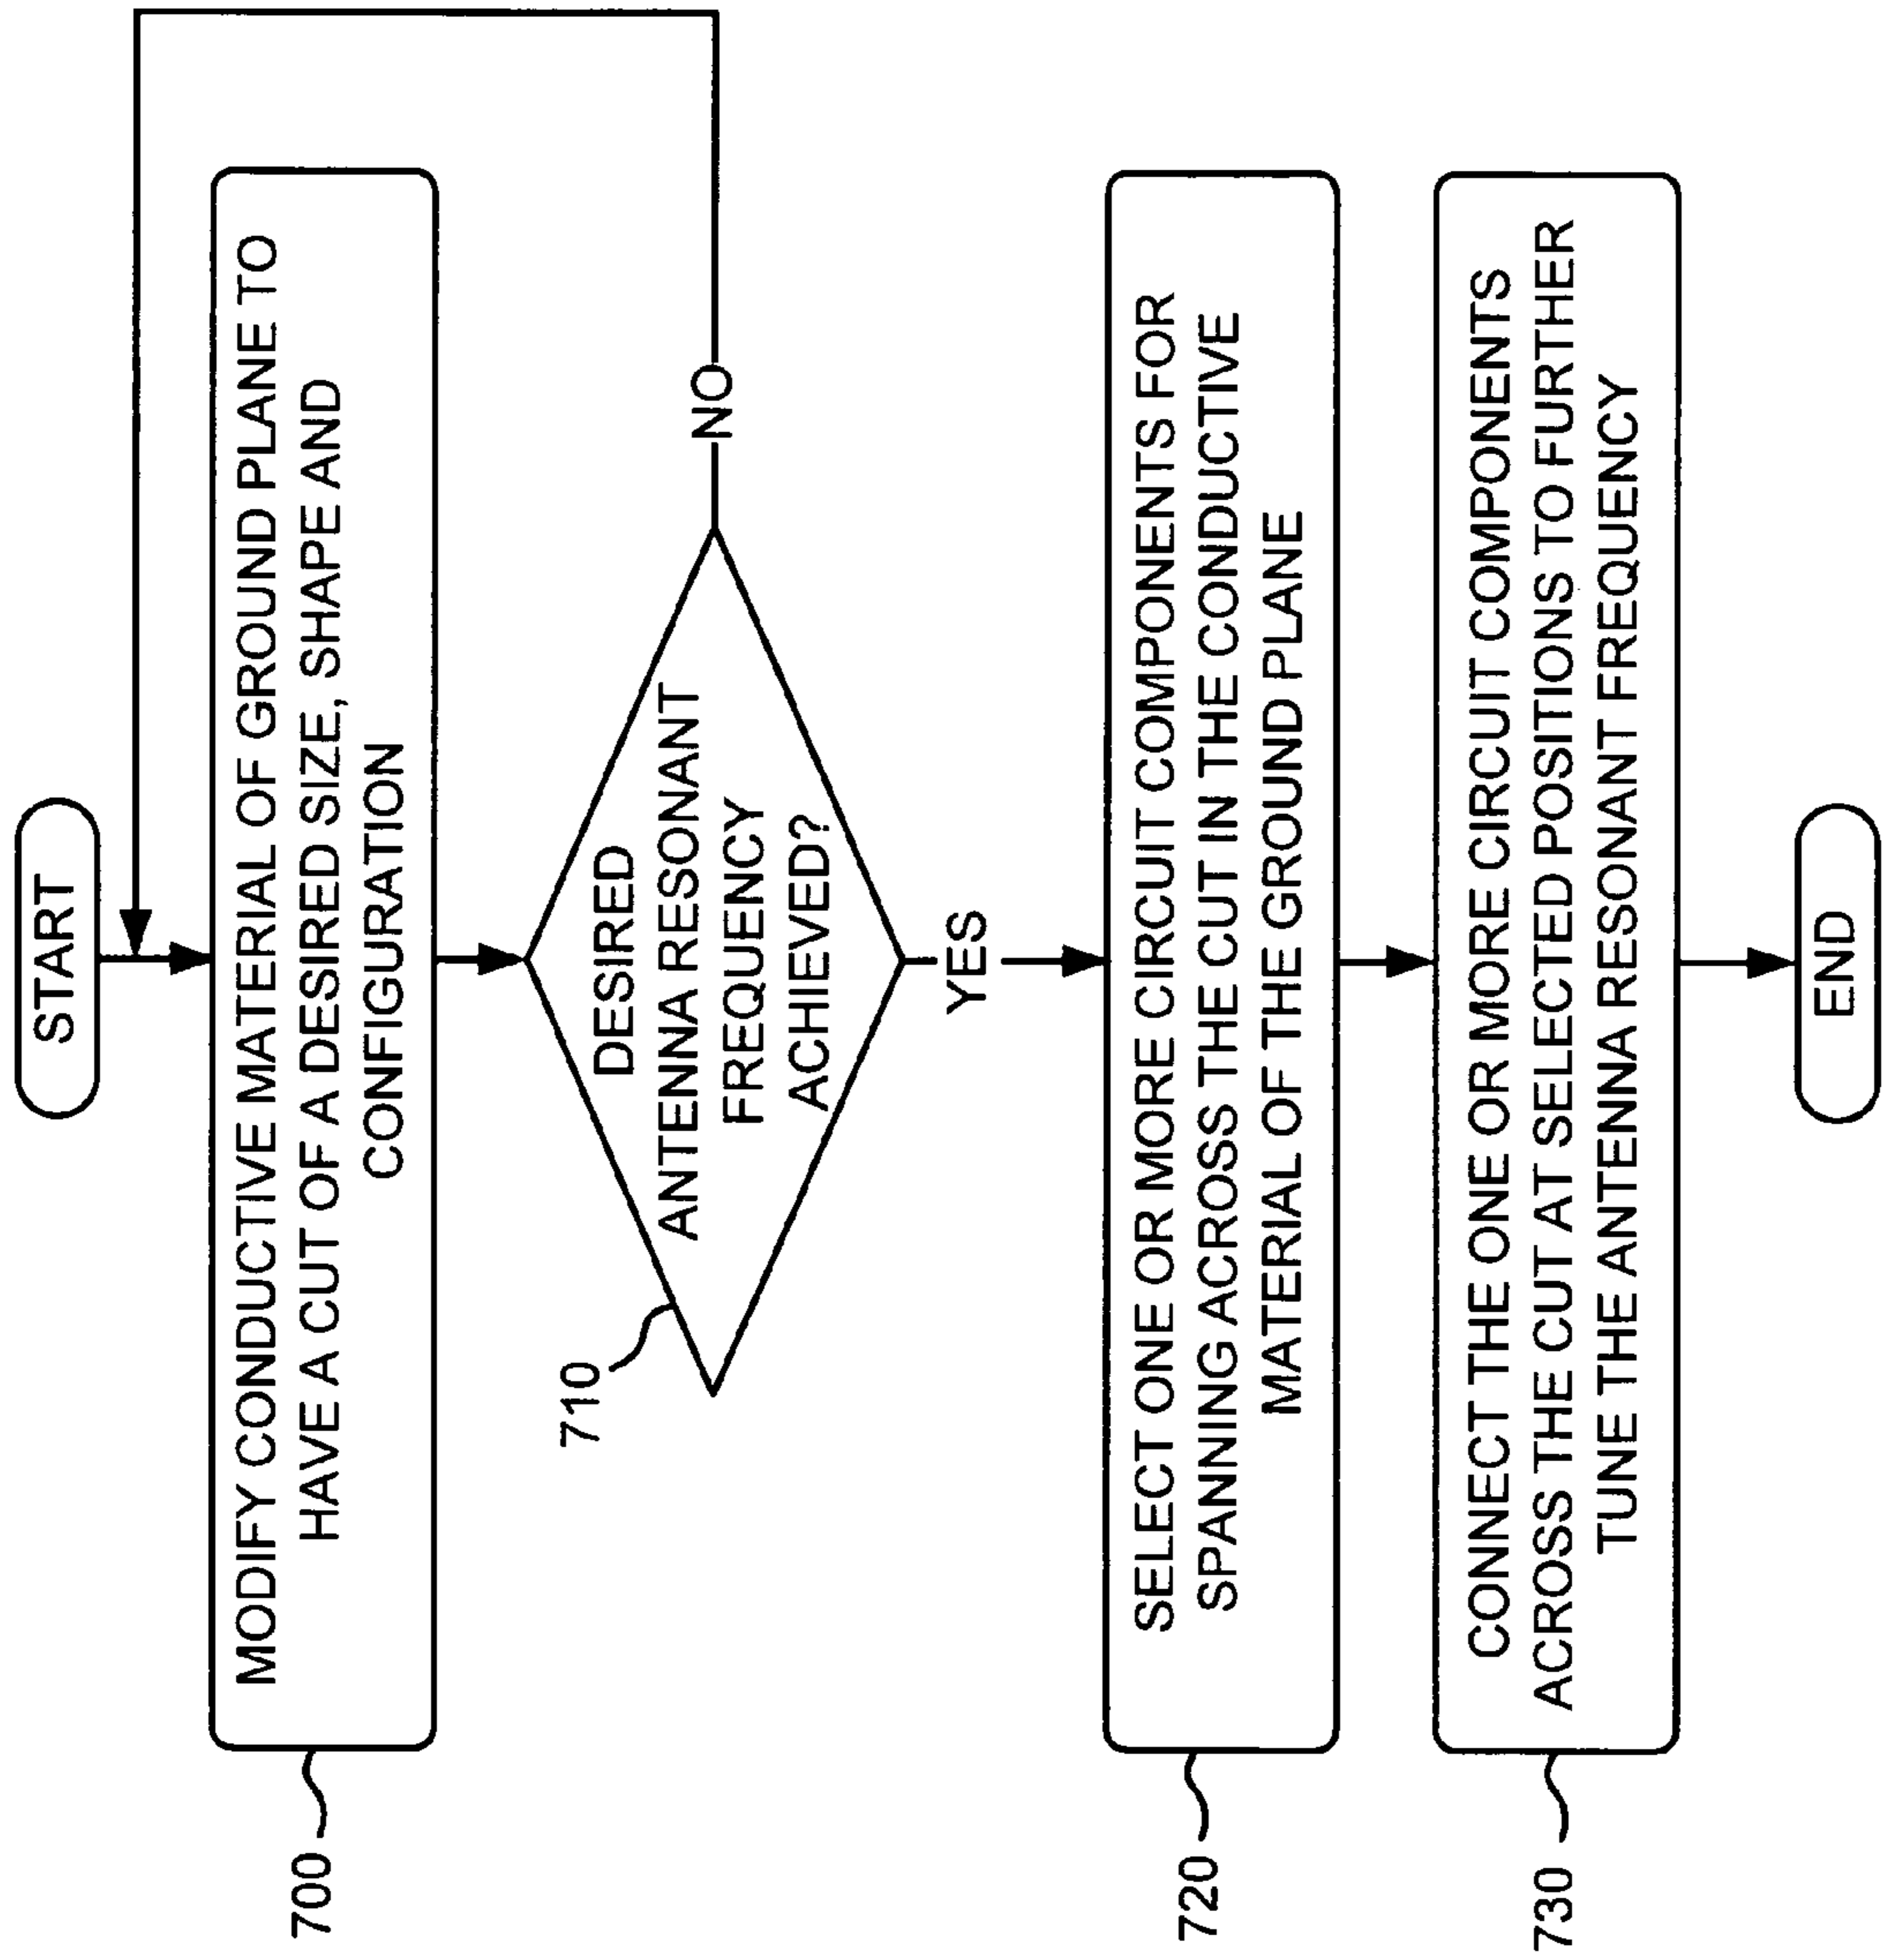 START
700
MODIFY CONDUCTIVE MATERIAL OF GROUND PLANE TO
HAVE A CUT OF A DESIRED SIZE, SHAPE AND
CONFIGURATION
710
DESIRED
ANTENNA RESONANT
FREQUENCY
ACHIEVED?
NO
YES
720
SELECT ONE OR MORE CIRCUIT COMPONENTS FOR
SPANNING ACROSS THE CUT IN THE CONDUCTIVE
MATERIAL OF THE GROUND PLANE
730
CONNECT THE ONE OR MORE CIRCUIT COMPONENTS
ACROSS THE CUT AT SELECTED POSITIONS TO FURTHER
TUNE THE ANTENNA RESONANT FREQUENCY
END